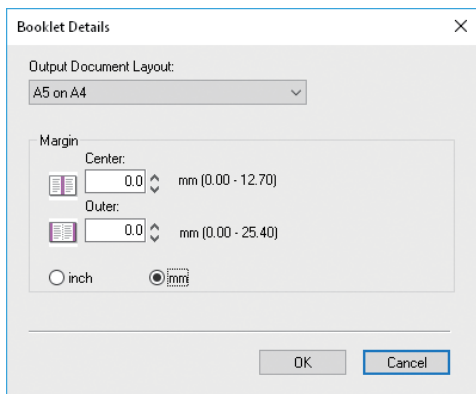 Booklet Details
Output Document Layout:
A5 on A4
Margin
Center:
0.0 mm (0.00 - 12.70)
Outer:
0.0 mm (0.00 - 25.40)
inch mm
OK Cancel